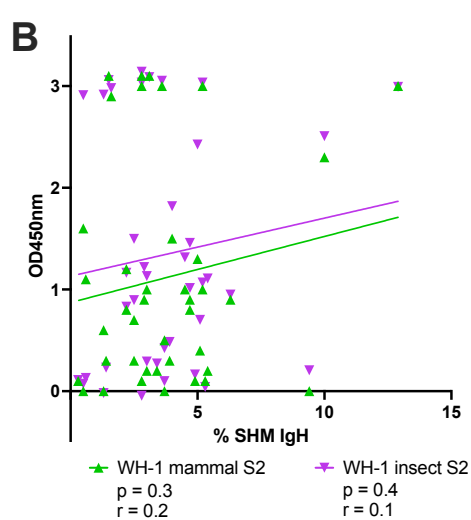 B
OD450nm
3
2
1
0
5
10
15
% SHM IgH
WH-1 mammal S2
p = 0.3
r = 0.2
WH-1 insect S2
p = 0.4
r = 0.1